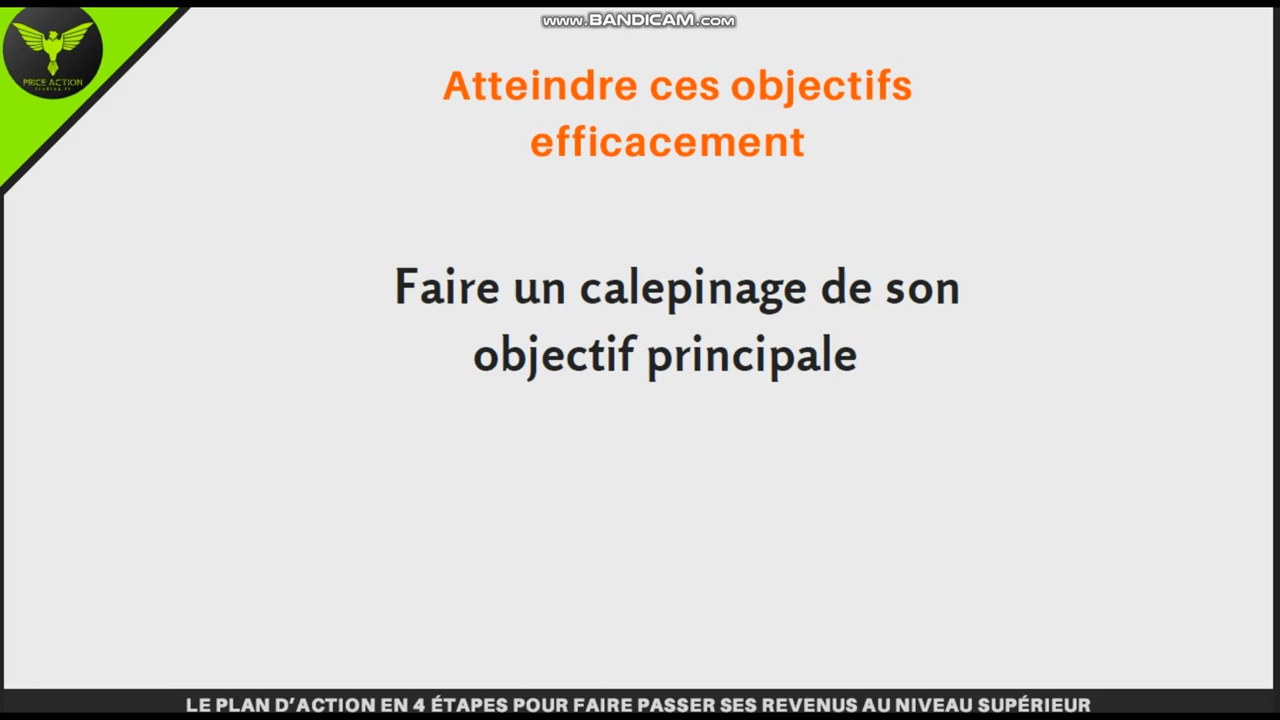 www.BANDICAM.com
PRICE ACTION
Atteindre ces objectifs
efficacement
Faire un calepinage de son
objectif principale
LE PLAN D'ACTION EN 4 ÉTAPES POUR FAIRE PASSER SES REVENUS AU NIVEAU SUPÉRIEUR